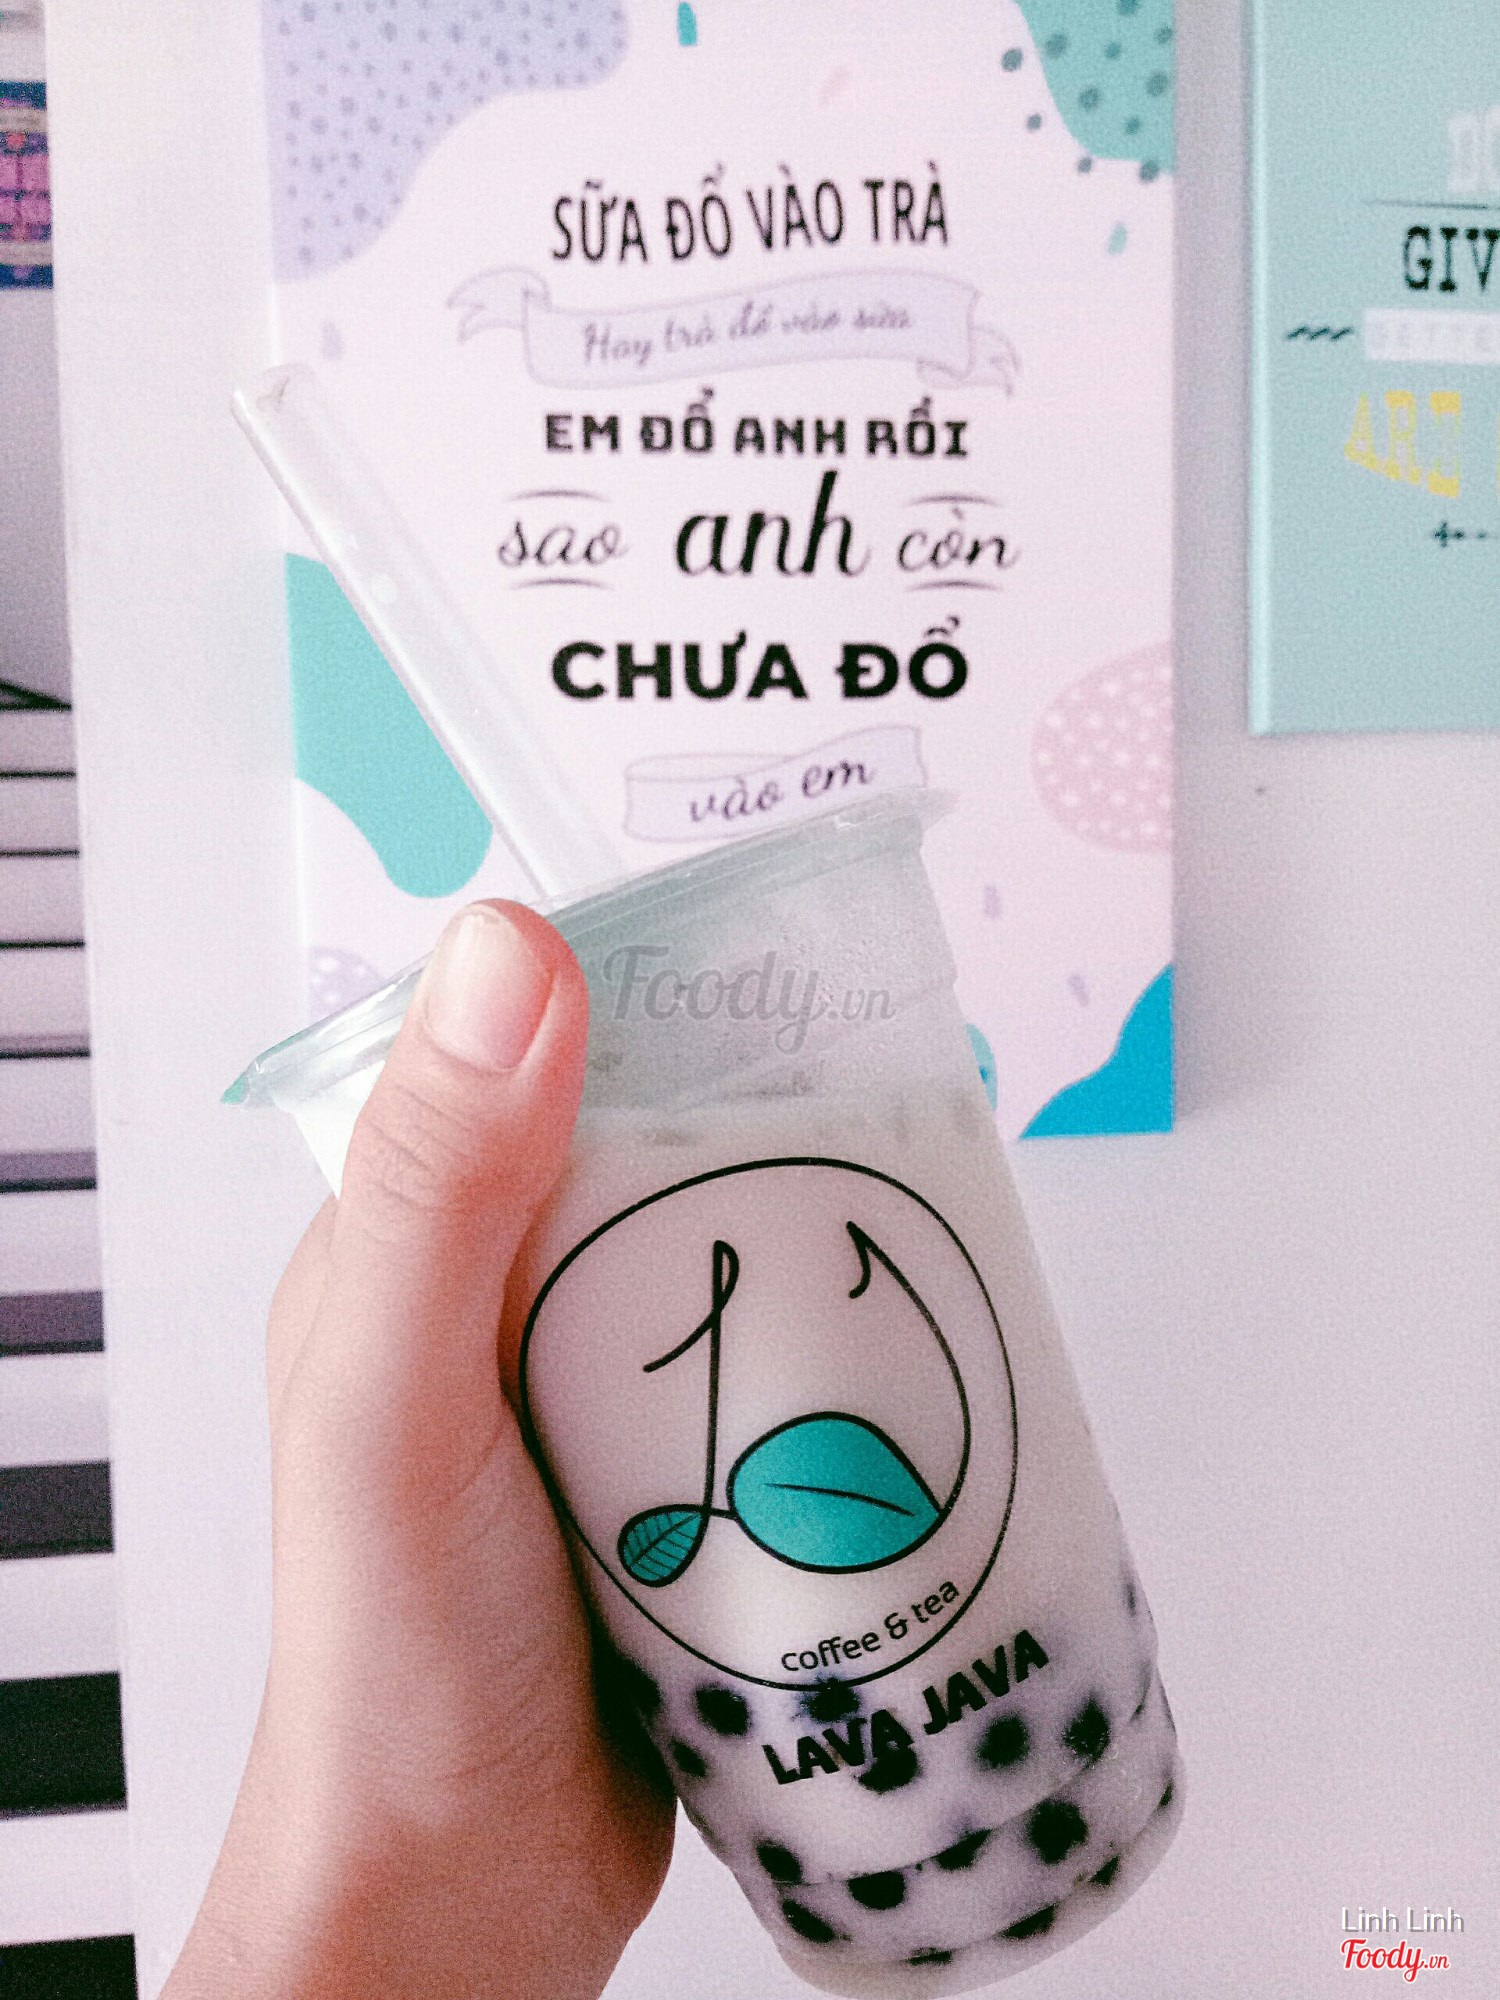 SỮA ĐỔ VÀO TRÀ
Hay trà đổ vào sữa
EM ĐỔ ANH RỒI
sao anh còn
CHƯA ĐỔ
vào em
GIV
ART
Foody.vn
coffee & tea
LAVA JAVA
Linh Linh
Foody.vn